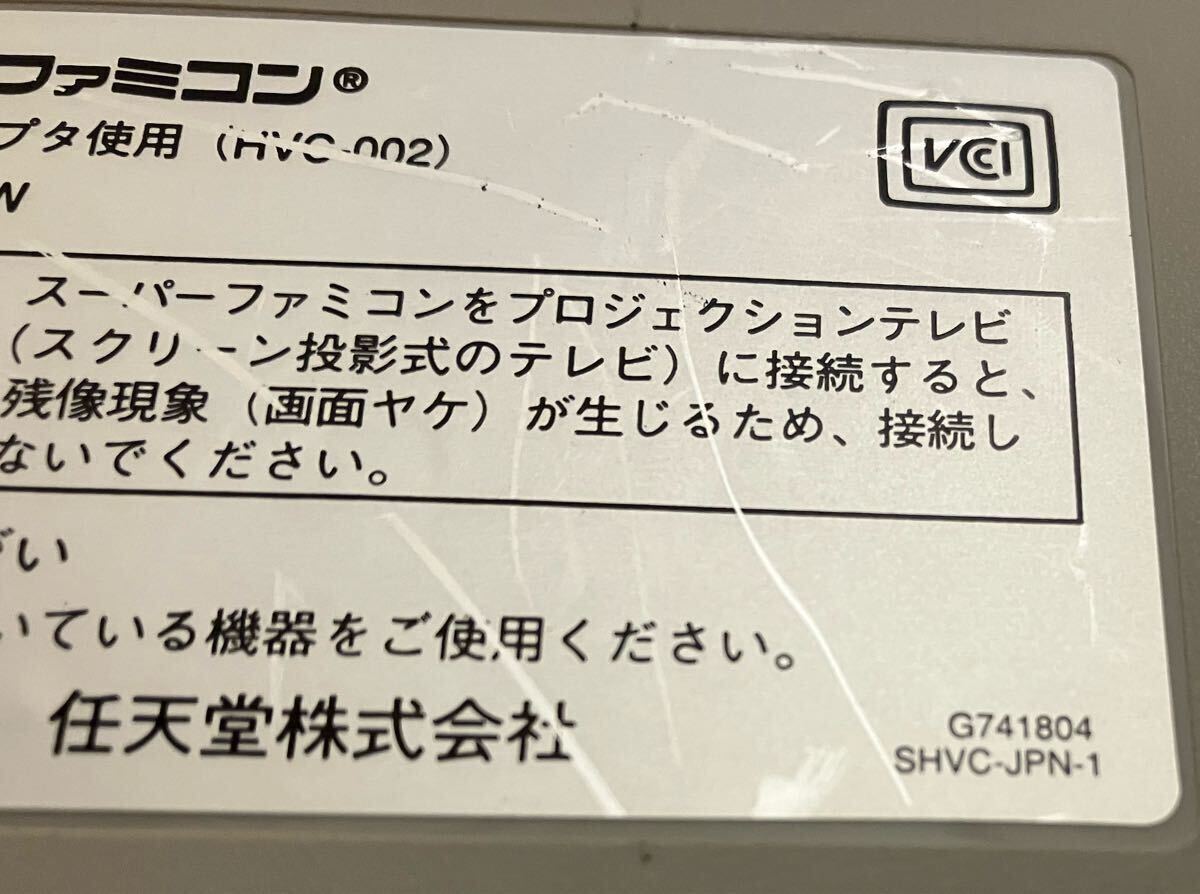 ファミコン®
プタ使用 (HVC-002)
W
VCCI
スーパーファミコンをプロジェクションテレビ
(スクリーン投影式のテレビ) に接続すると、
残像現象 (画面ヤケ) が生じるため、接続し
ないでください。
い
いている機器をご使用ください。
任天堂株式会社
G741804
SHVC-JPN-1